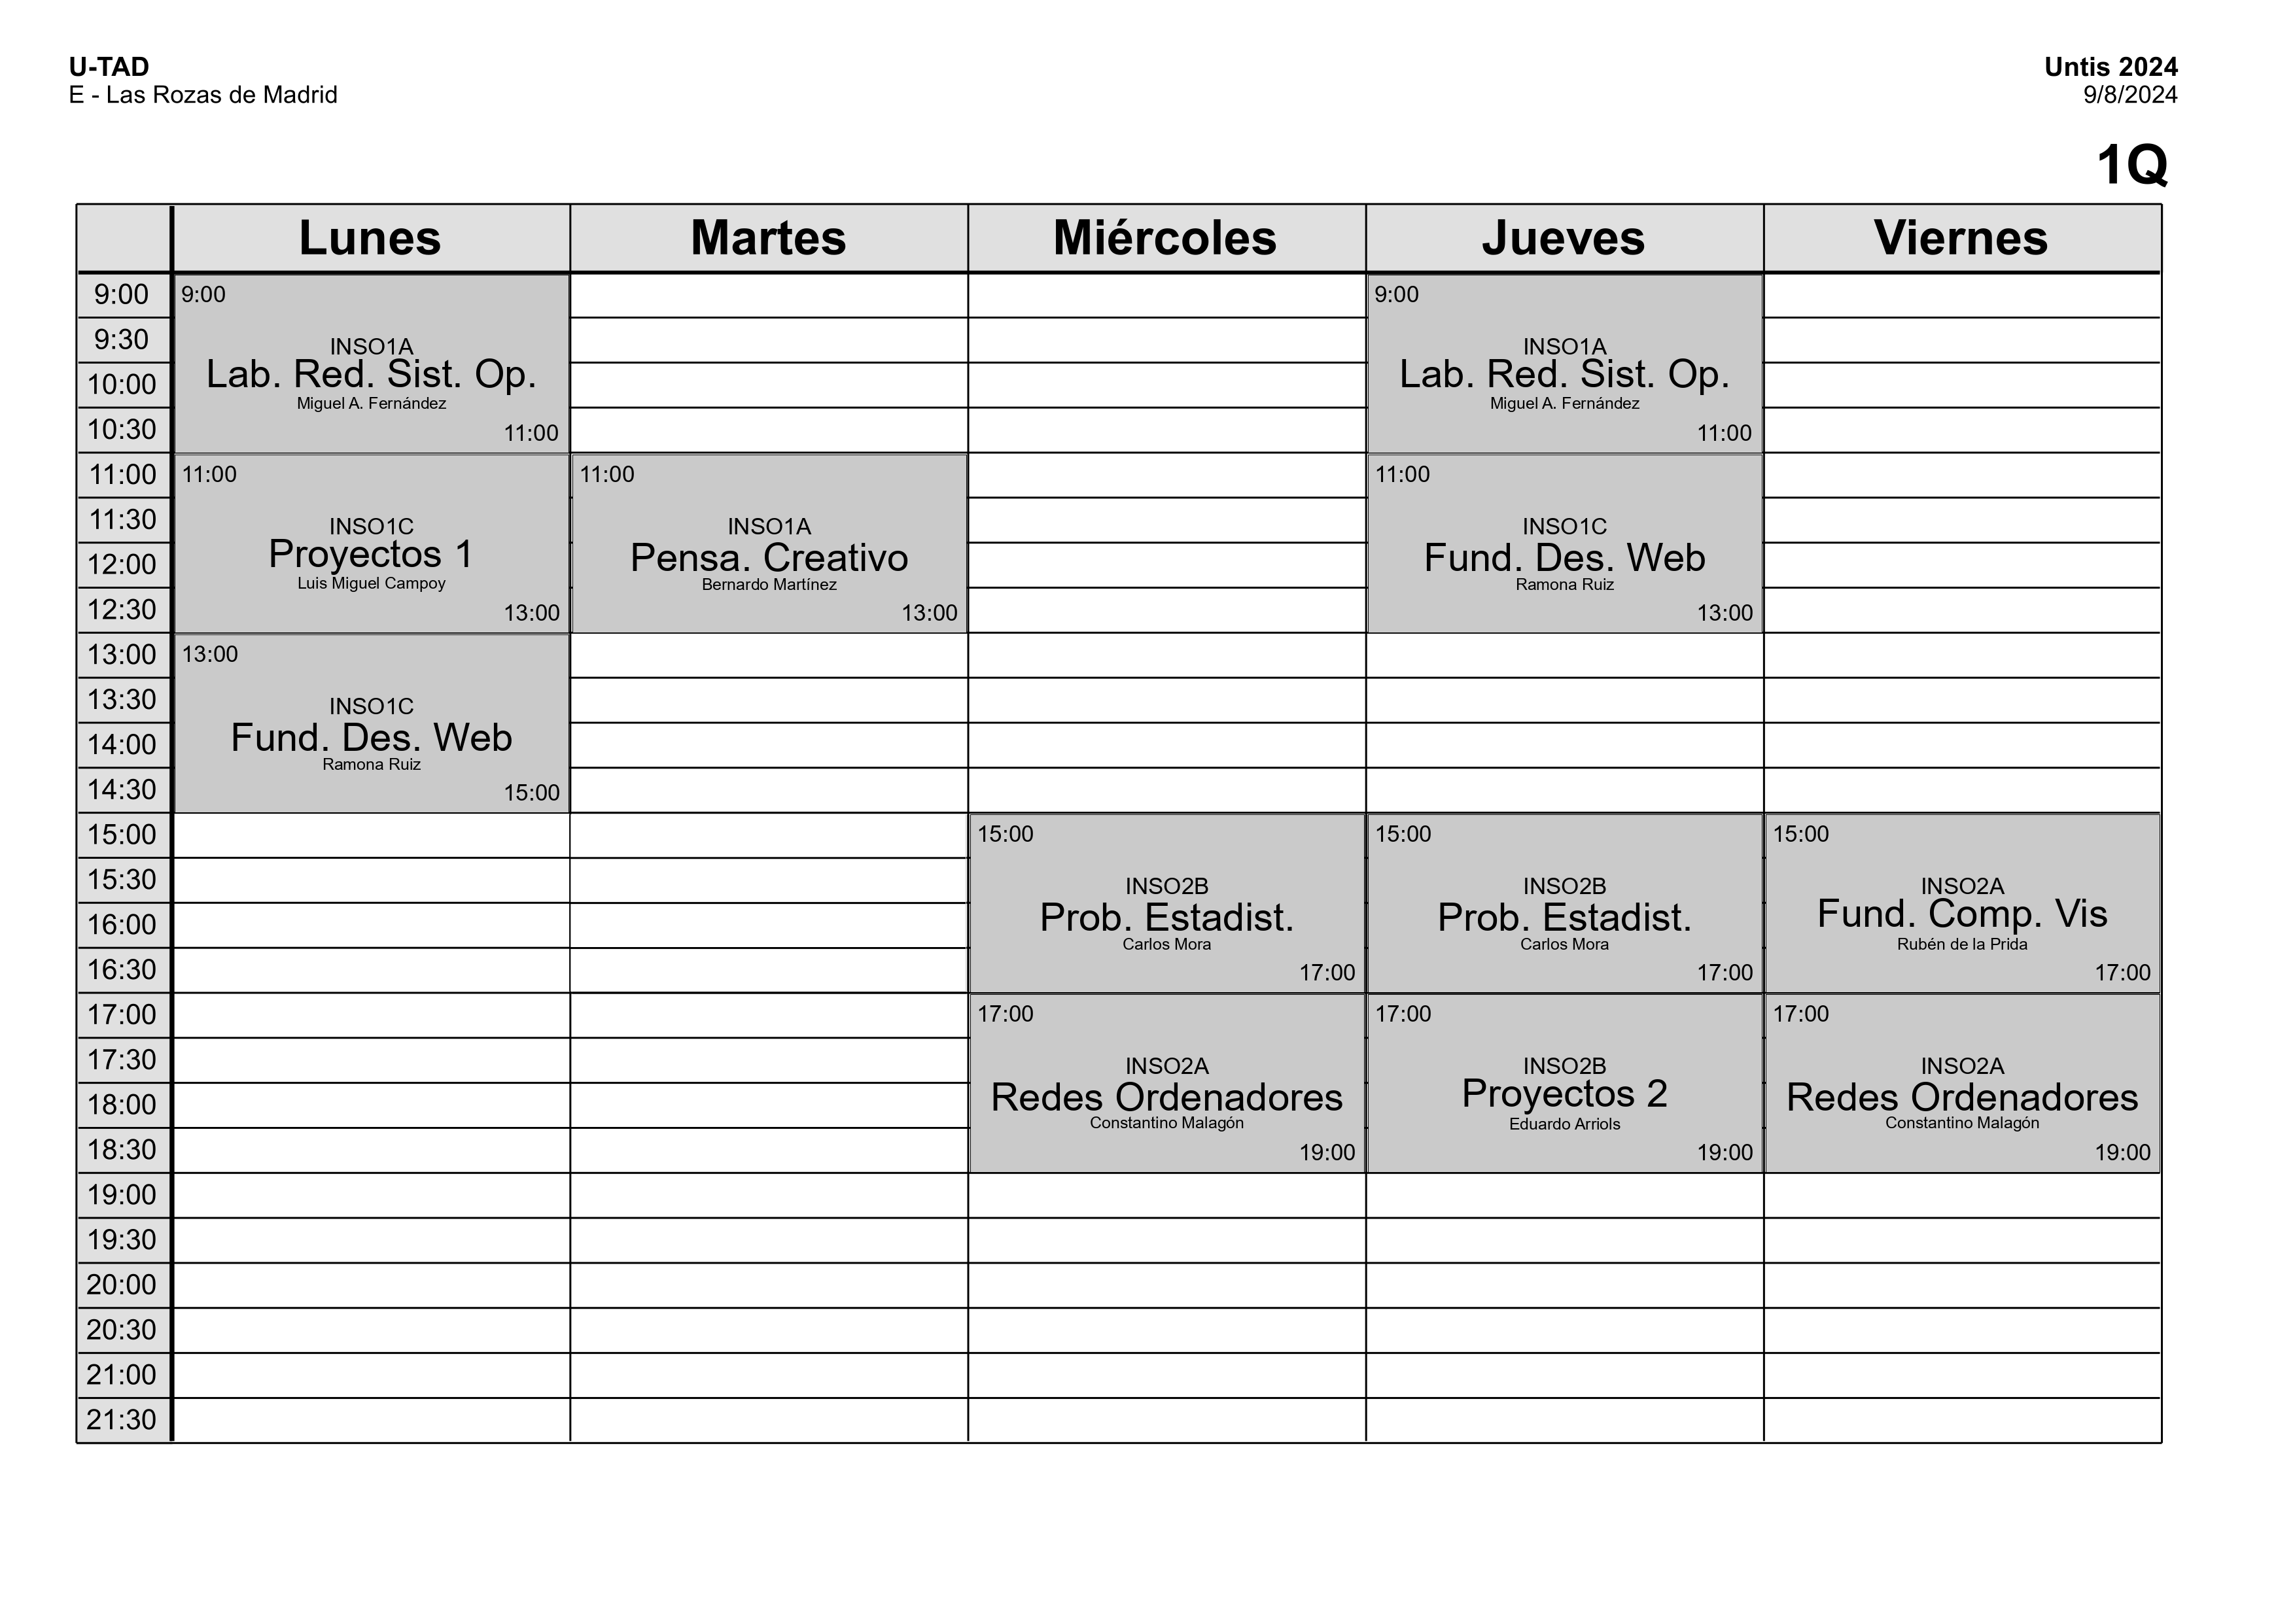 U-TAD
E - Las Rozas de Madrid
Untis 2024
9/8/2024
1Q
Lunes
Martes
Miércoles
Jueves
Viernes
9:00
9:30
10:00
10:30
11:00
11:30
12:00
12:30
13:00
13:30
14:00
14:30
15:00
15:30
16:00
16:30
17:00
17:30
18:00
18:30
19:00
19:30
20:00
20:30
21:00
21:30
9:00
INSO1A
Lab. Red. Sist. Op.
Miguel A. Fernández
11:00
11:00
INSO1C
Proyectos 1
Luis Miguel Campoy
13:00
13:00
INSO1C
Fund. Des. Web
Ramona Ruiz
15:00
11:00
INSO1A
Pensa. Creativo
Bernardo Martínez
13:00
15:00
INSO2B
Prob. Estadist.
Carlos Mora
17:00
17:00
INSO2A
Redes Ordenadores
Constantino Malagón
19:00
9:00
INSO1A
Lab. Red. Sist. Op.
Miguel A. Fernández
11:00
11:00
INSO1C
Fund. Des. Web
Ramona Ruiz
13:00
15:00
INSO2B
Prob. Estadist.
Carlos Mora
17:00
17:00
INSO2B
Proyectos 2
Eduardo Arriols
19:00
15:00
INSO2A
Fund. Comp. Vis
Rubén de la Prida
17:00
17:00
INSO2A
Redes Ordenadores
Constantino Malagón
19:00